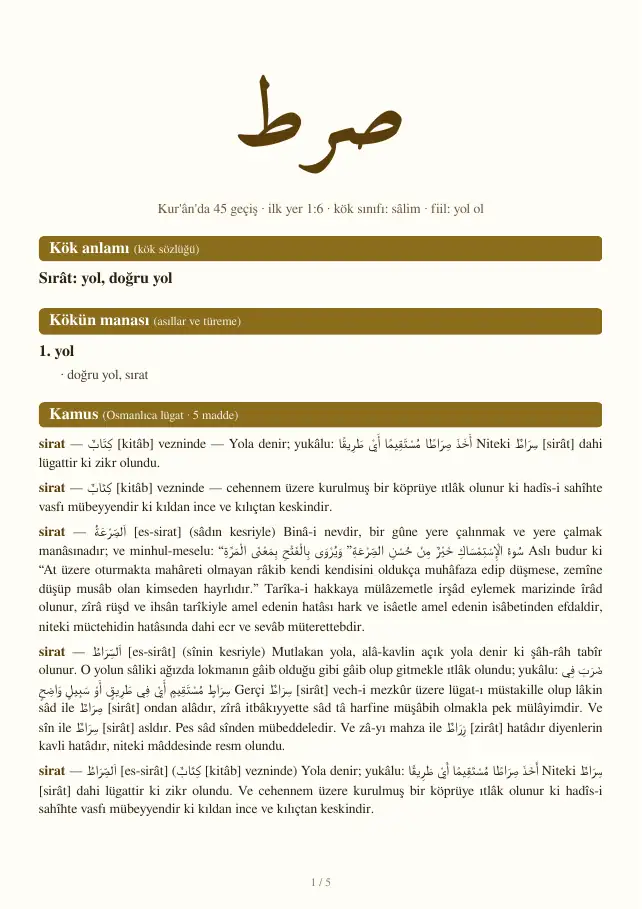 صرط
Kur'ân'da 45 geçiş · ilk yer 1:6 · kök sınıfı: sâlim · fiil: yol ol
Kök anlamı (kök sözlüğü)
Sırât: yol, doğru yol
Kökün manası (asıllar ve türeme)
1. yol
· doğru yol, sırat
Kamus (Osmanlıca lügat · 5 madde)
sirat — كِتَابٌ [kitâb] vezninde — Yola denir; yukâlu: أَخَذَ صِرَاطًا مُسْتَقِيمًا أَيْ طَرِيقًا Niteki سِرَاطٌ [sirât] dahi
lügattir ki zikr olundu.
sirat — كِتَابٌ [kitâb] vezninde — cehennem üzere kurulmuş bir köprüye ıtlâk olunur ki hadîs-i sahîhte
vasfı mübeyyendir ki kıldan ince ve kılıçtan keskindir.
sirat — اَلصِّرْعَةُ [es-sirat] (sâdın kesriyle) Binâ-i nevdir, bir gûne yere çalınmak ve yere çalmak
manâsınadır; ve minhul-meselu: “سُوءُ الْإِسْتِمْسَاكِ خَيْرٌ مِنْ حُسْنِ الصِّرْعَةِ” وَيُرْوَى بِالْفَتْحِ بِمَعْنَى الْمَرَّةِ Aslı budur ki
“At üzere oturmakta mahâreti olmayan râkib kendi kendisini oldukça muhâfaza edip düşmese, zemîne
düşüp musâb olan kimseden hayrlıdır.” Tarîka-i hakkaya mülâzemetle irşâd eylemek marizinde îrâd
olunur, zîrâ rüşd ve ihsân tarîkiyle amel edenin hatâsı hark ve isâetle amel edenin isâbetinden efdaldir,
niteki müctehidin hatâsında dahi ecr ve sevâb müterettebdir.
sirat — اَلسِّرَاطُ [es-sirât] (sînin kesriyle) Mutlakan yola, alâ-kavlin açık yola denir ki şâh-râh tabîr
olunur. O yolun sâliki ağızda lokmanın gâib olduğu gibi gâib olup gitmekle ıtlâk olundu; yukâlu: ضَرَبَ فِي
سِرَاطٍ مُسْتَقِيمٍ أَيْ فِي طَرِيقٍ أَوْ سَبِيلٍ وَاضِحٍ Gerçi سِرَاطٌ [sirât] vech-i mezkûr üzere lügat-ı müstakille olup lâkin
sâd ile صِرَاطٌ [sirât] ondan alâdır, zîrâ itbâkıyyette sâd tâ harfine müşâbih olmakla pek mülâyimdir. Ve
sîn ile سِرَاطٌ [sirât] asldır. Pes sâd sînden mübeddeledir. Ve zâ-yı mahza ile زِرَاطٌ [zirât] hatâdır diyenlerin
kavli hatâdır, niteki mâddesinde resm olundu.
sirat — اَلصِّرَاطُ [es-sirât] (كِتَابٌ [kitâb] vezninde) Yola denir; yukâlu: أَخَذَ صِرَاطًا مُسْتَقِيمًا أَيْ طَرِيقًا Niteki سِرَاطٌ
[sirât] dahi lügattir ki zikr olundu. Ve cehennem üzere kurulmuş bir köprüye ıtlâk olunur ki hadîs-i
sahîhte vasfı mübeyyendir ki kıldan ince ve kılıçtan keskindir.
1 / 5